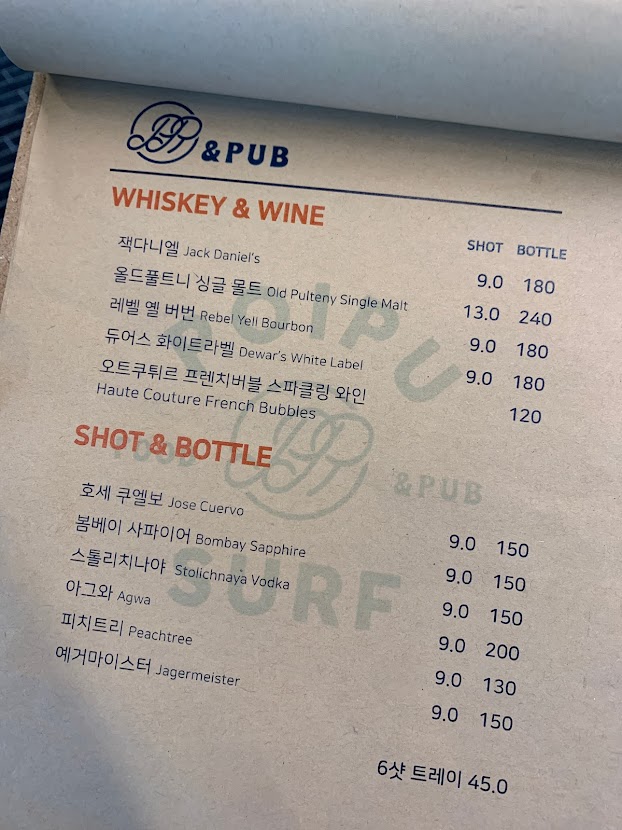 & PUB
WHISKEY & WINE
SHOT BOTTLE
잭다니엘 Jack Daniel's 9.0 180
올드풀트니 싱글 몰트 Old Pulteny Single Malt 13.0 240
레벨 옐 버번 Rebel Yell Bourbon 9.0 180
듀어스 화이트라벨 Dewar's White Label 9.0 180
오트쿠튀르 프렌치버블 스파클링 와인
Haute Couture French Bubbles 120
POIPU
FOOD & PUB
SURF
SHOT & BOTTLE
호세 쿠엘보 Jose Cuervo 9.0 150
봄베이 사파이어 Bombay Sapphire 9.0 150
스톨리치나야 Stolichnaya Vodka 9.0 150
아그와 Agwa 9.0 200
피치트리 Peachtree 9.0 130
예거마이스터 Jagermeister 9.0 150
6샷 트레이 45.0